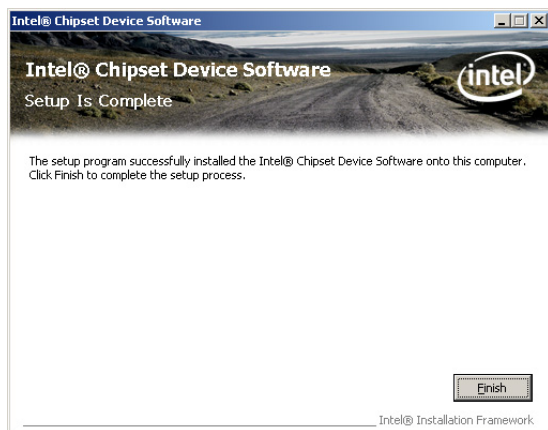 Intel® Chipset Device Software
Intel® Chipset Device Software
Setup Is Complete
intel®
The setup program successfully installed the Intel® Chipset Device Software onto this computer.
Click Finish to complete the setup process.
Finish
Intel® Installation Framework